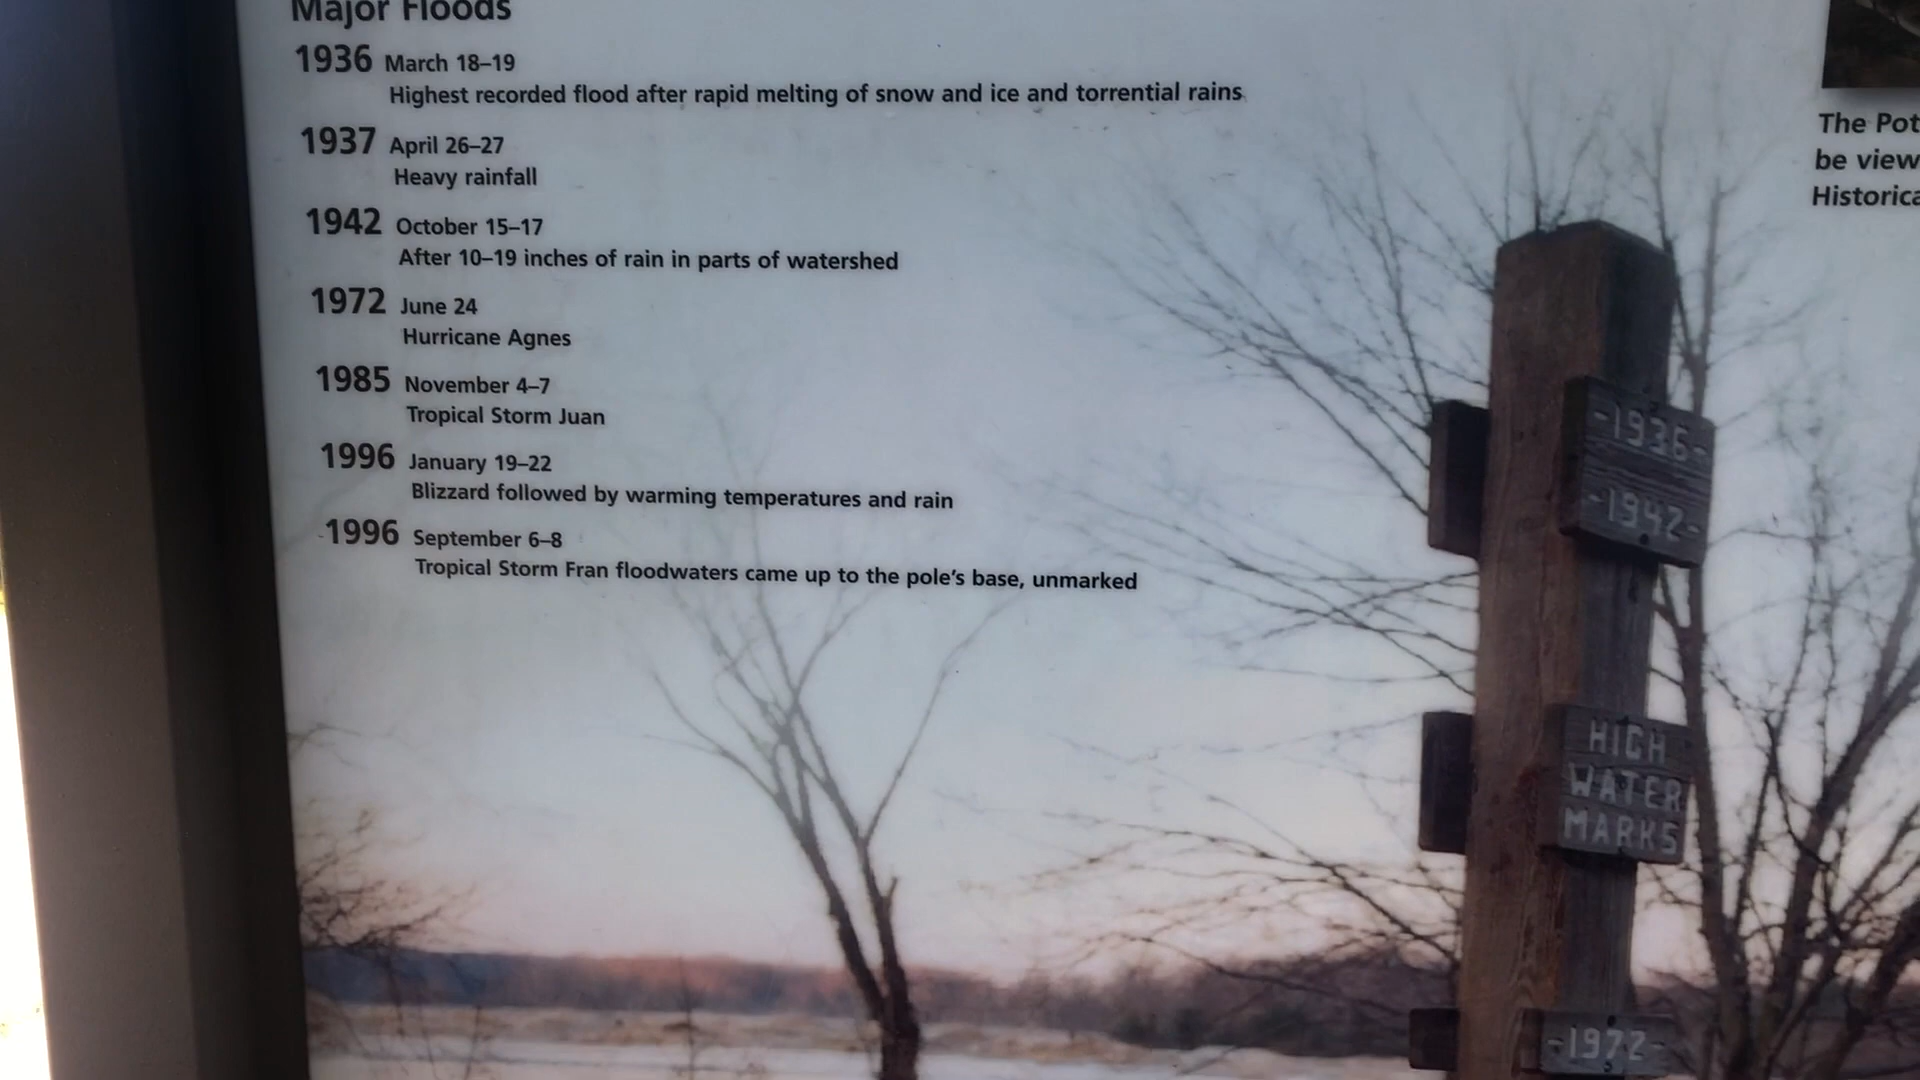 Major Floods
1936 March 18–19
Highest recorded flood after rapid melting of snow and ice and torrential rains
1937 April 26–27
Heavy rainfall
1942 October 15–17
After 10–19 inches of rain in parts of watershed
1972 June 24
Hurricane Agnes
1985 November 4–7
Tropical Storm Juan
1996 January 19–22
Blizzard followed by warming temperatures and rain
1996 September 6–8
Tropical Storm Fran floodwaters came up to the pole's base, unmarked
The Pot
be view
Historica
-1936-
-1942-
HIGH
WATER
MARKS
-1972-